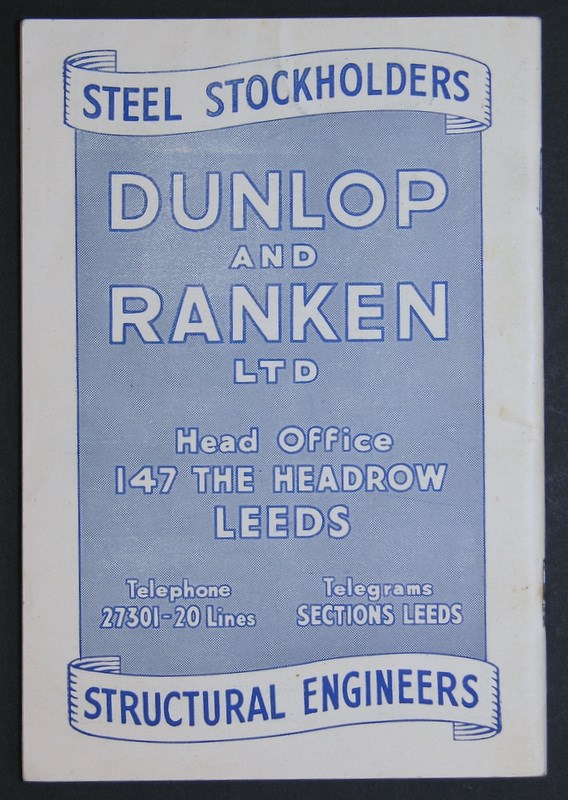 STEEL STOCKHOLDERS
DUNLOP
AND
RANKEN
LTD
Head Office
147 THE HEADROW
LEEDS
Telephone Telegrams
27301-20 Lines SECTIONS LEEDS
STRUCTURAL ENGINEERS